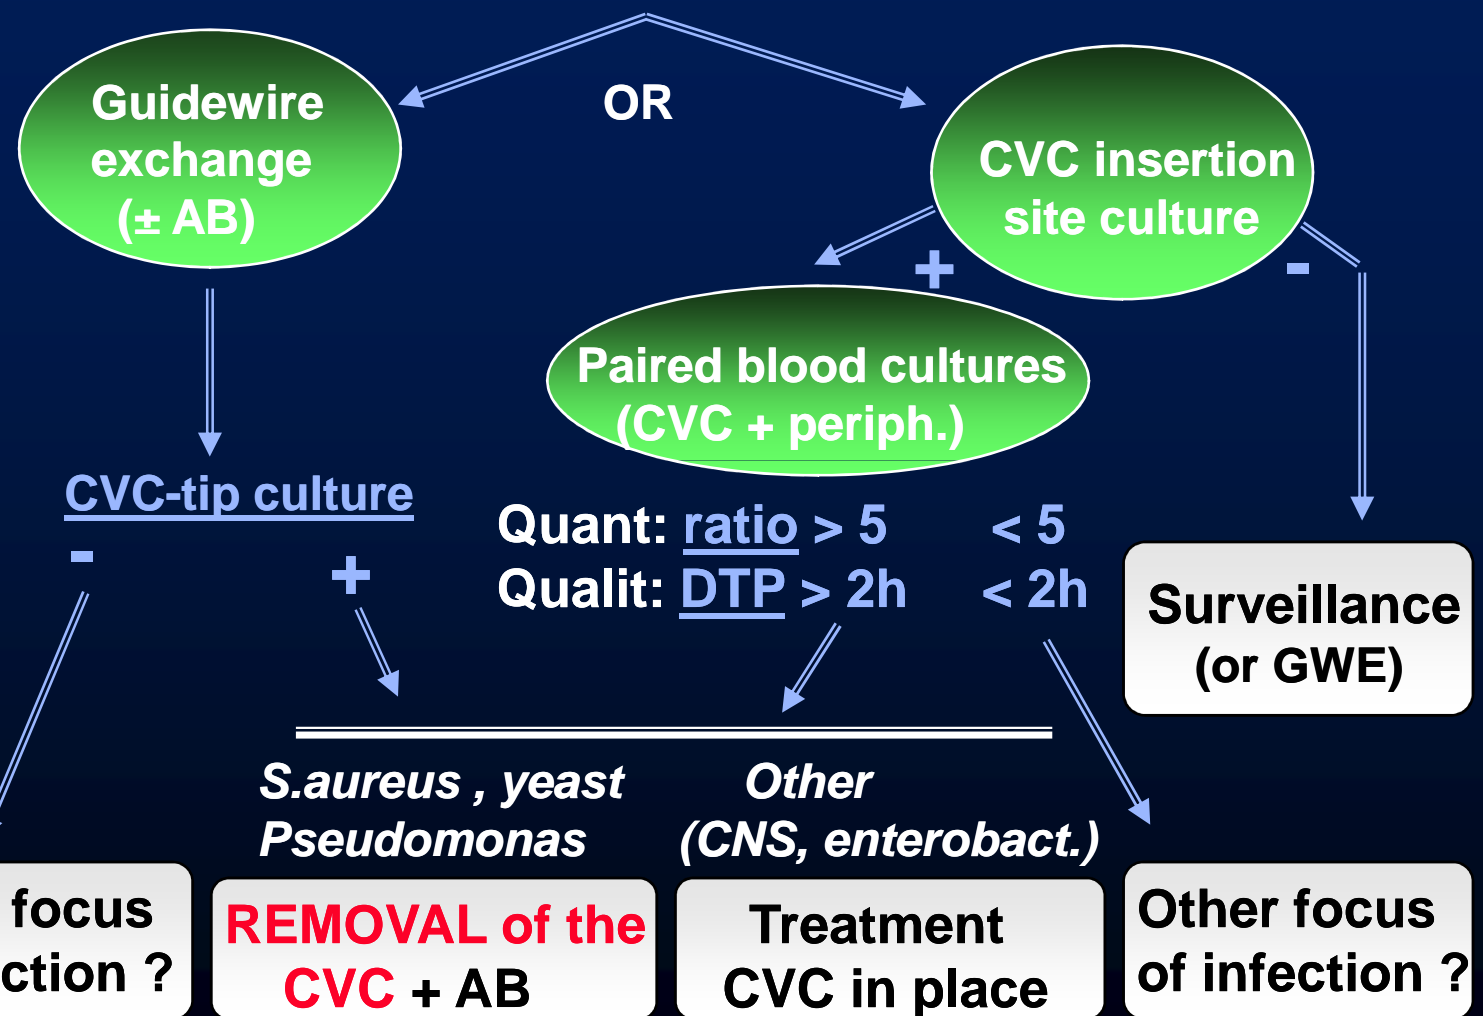 Guidewire
exchange
(± AB)
OR
CVC insertion
site culture
+
-
Paired blood cultures
(CVC + periph.)
CVC-tip culture
-
+
Quant: ratio > 5 < 5
Qualit: DTP > 2h < 2h
Surveillance
(or GWE)
S.aureus , yeast
Pseudomonas
Other
(CNS, enterobact.)
focus
ction ?
REMOVAL of the
CVC + AB
Treatment
CVC in place
Other focus
of infection ?